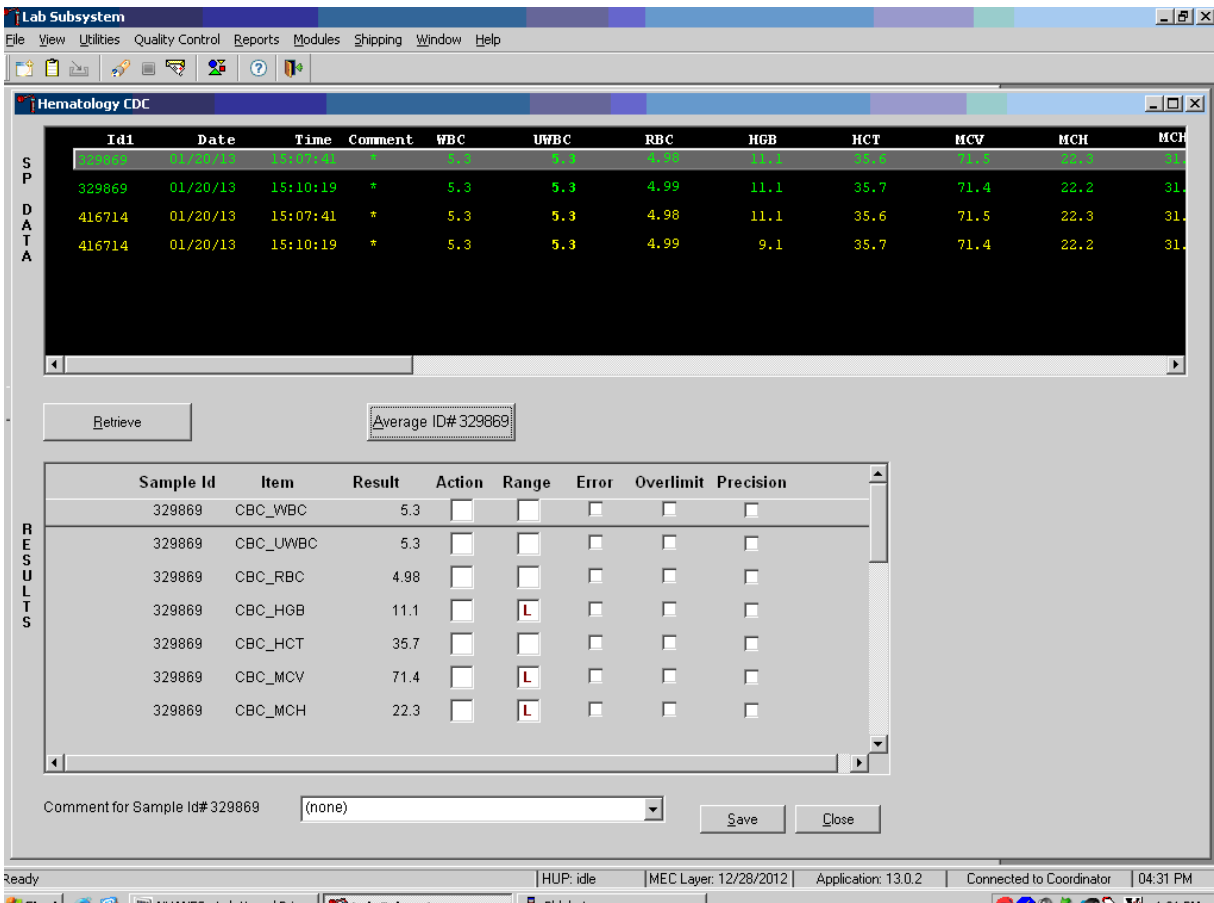 Lab Subsystem
File View Utilities Quality Control Reports Modules Shipping Window Help
Hematology CDC
SP DATA
Id1 Date Time Comment WBC UWBC RBC HGB HCT MCV MCH MCH
329869 01/20/13 15:07:41 * 5.3 5.3 4.98 11.1 35.6 71.5 22.3 31.
329869 01/20/13 15:10:19 * 5.3 5.3 4.99 11.1 35.7 71.4 22.2 31.
416714 01/20/13 15:07:41 * 5.3 5.3 4.98 11.1 35.6 71.5 22.3 31.
416714 01/20/13 15:10:19 * 5.3 5.3 4.99 9.1 35.7 71.4 22.2 31.
Retrieve Average ID# 329869
RESULTS
Sample Id Item Result Action Range Error Overlimit Precision
329869 CBC_WBC 5.3
329869 CBC_UWBC 5.3
329869 CBC_RBC 4.98
329869 CBC_HGB 11.1 L
329869 CBC_HCT 35.7
329869 CBC_MCV 71.4 L
329869 CBC_MCH 22.3 L
Comment for Sample Id# 329869 (none) Save Close
Ready HUP: idle MEC Layer: 12/28/2012 Application: 13.0.2 Connected to Coordinator 04:31 PM